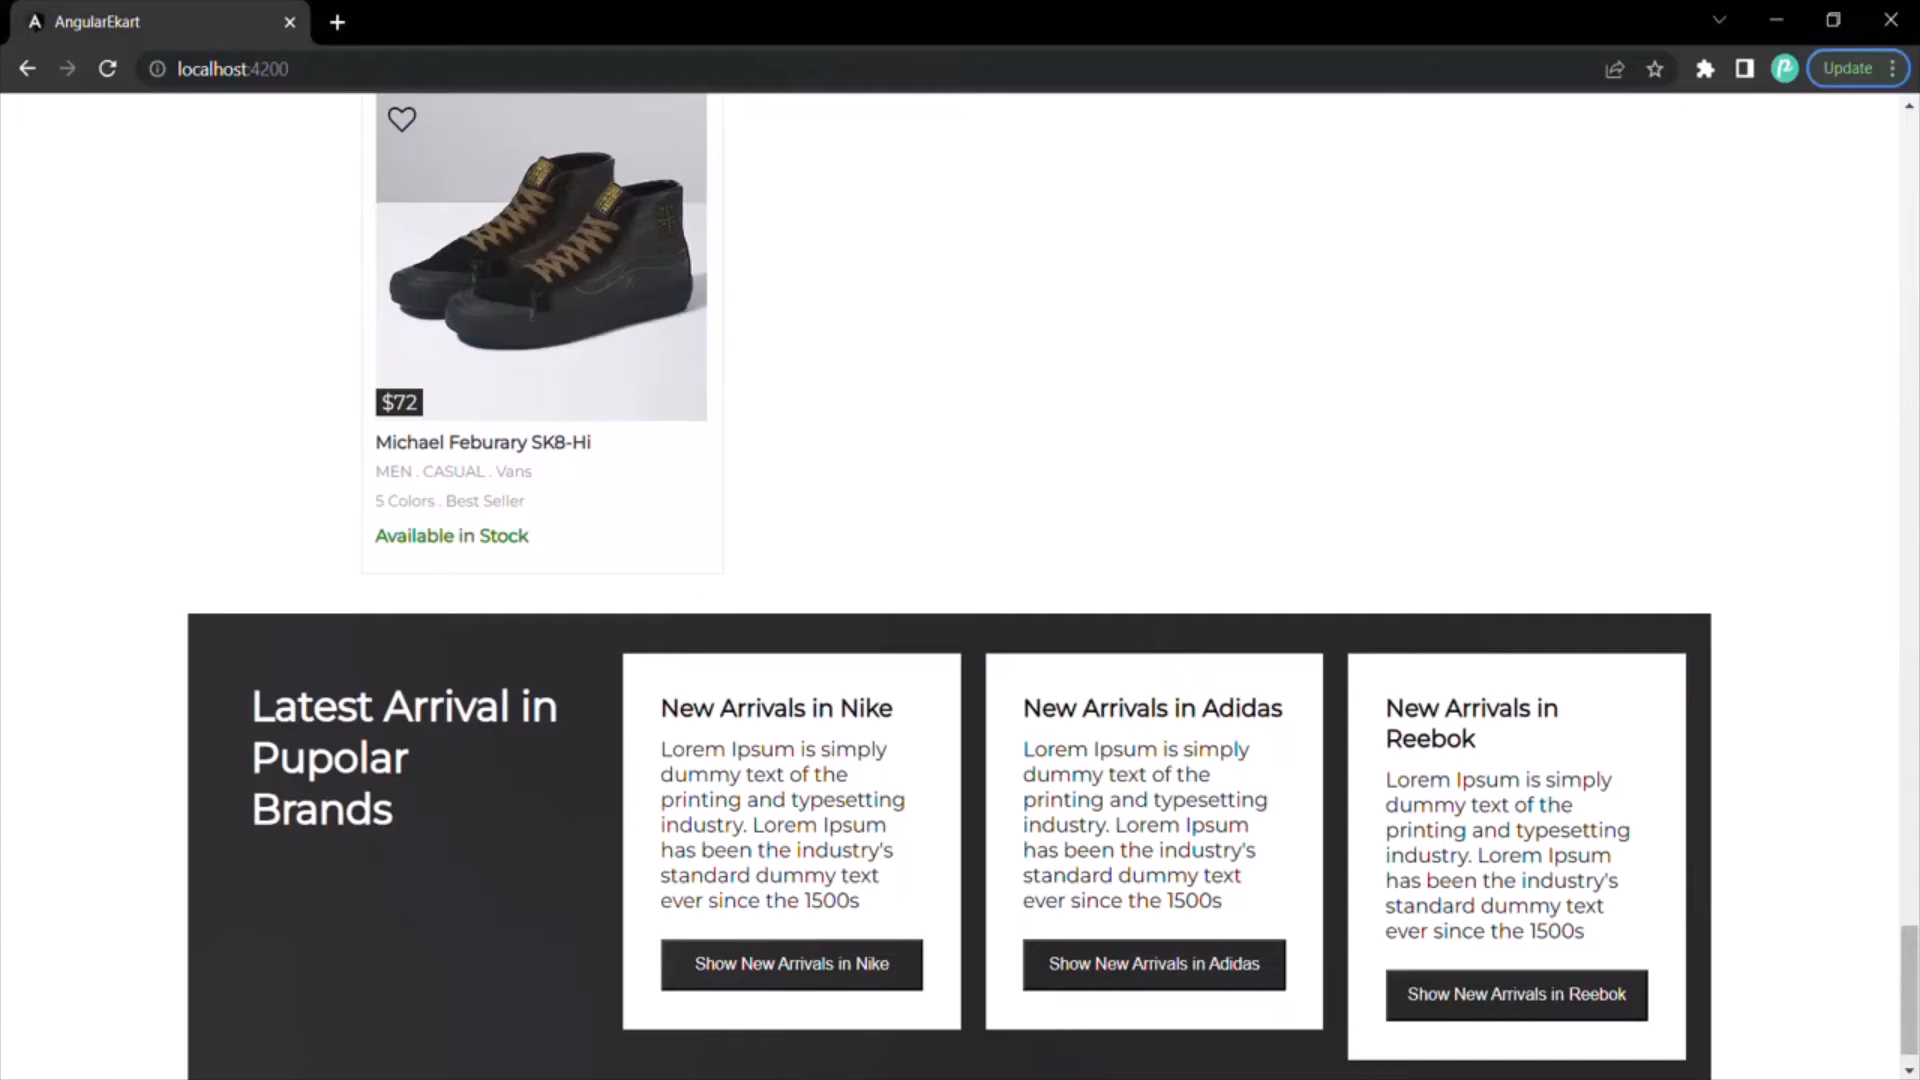 AngularEkart
localhost:4200
Update
$72
Michael Feburary SK8-Hi
MEN . CASUAL . Vans
5 Colors . Best Seller
Available in Stock
Latest Arrival in
Pupolar
Brands
New Arrivals in Nike
Lorem Ipsum is simply
dummy text of the
printing and typesetting
industry. Lorem Ipsum
has been the industry's
standard dummy text
ever since the 1500s
Show New Arrivals in Nike
New Arrivals in Adidas
Lorem Ipsum is simply
dummy text of the
printing and typesetting
industry. Lorem Ipsum
has been the industry's
standard dummy text
ever since the 1500s
Show New Arrivals in Adidas
New Arrivals in
Reebok
Lorem Ipsum is simply
dummy text of the
printing and typesetting
industry. Lorem Ipsum
has been the industry's
standard dummy text
ever since the 1500s
Show New Arrivals in Reebok